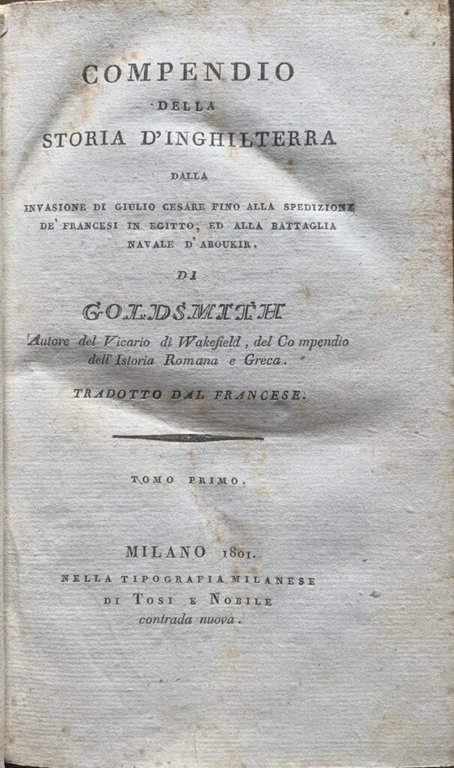 COMPENDIO
DELLA
STORIA D'INGHILTERRA
DALLA
INVASIONE DI GIULIO CESARE FINO ALLA SPEDIZIONE
DE' FRANCESI IN EGITTO, ED ALLA BATTAGLIA
NAVALE D'ABOUKIR.
DI
GOLDSMITH
Autore del Vicario di Wakefield, del Compendio
dell' Istoria Romana e Greca.
TRADOTTO DAL FRANCESE.
TOMO PRIMO.
MILANO 1801.
NELLA TIPOGRAFIA MILANESE
DI TOSI E NOBILE
contrada nuova.